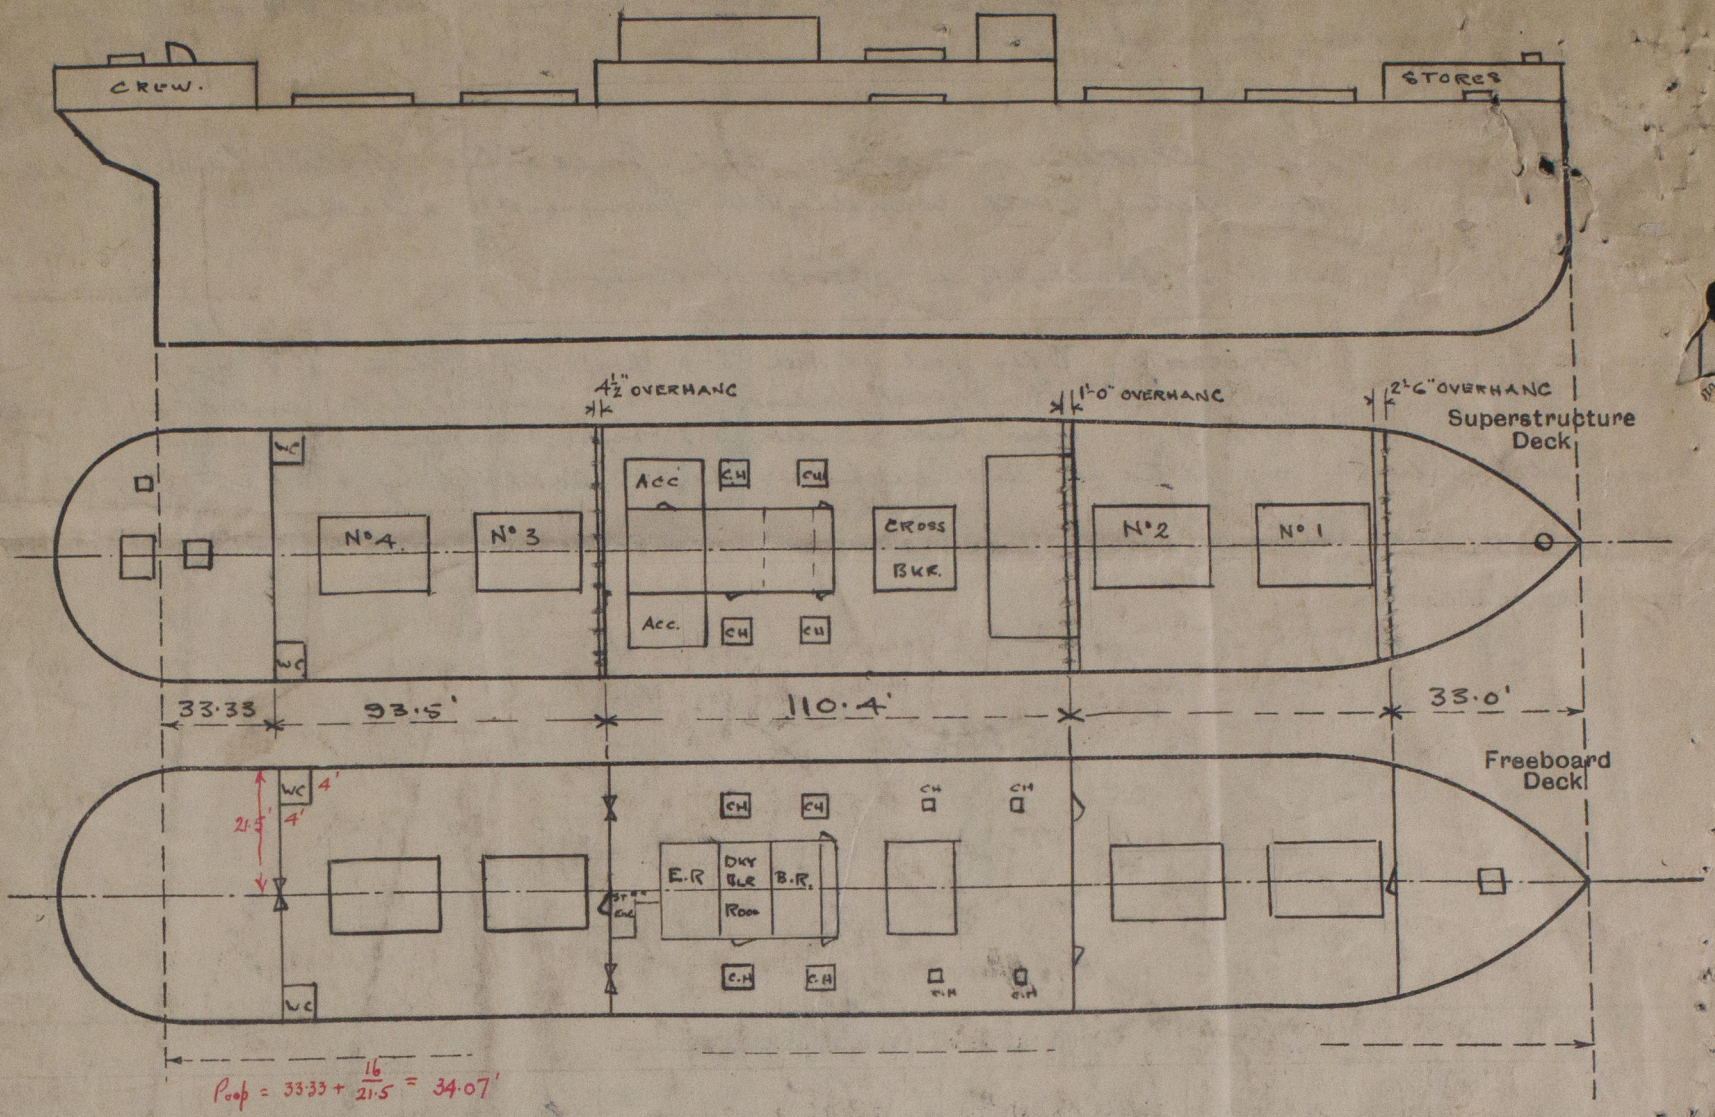 CREW.
STORES
4½" OVERHANG
1'-0" OVERHANG
2'-6" OVERHANG
Superstructure
Deck
WC
Acc
CH
CH
Nº 4.
Nº 3
CROSS
BKR.
Nº 2
Nº 1
Acc.
CH
CH
WC
33.33
93.5'
110.4'
33.0'
Freeboard
Deck
WC
4'
4'
21.5'
CH
CH
CH
CH
E.R
DKY
BLR
ROOM
B.R.
C.H
C.H
C.H
C.H
WC
Poop = 33.33 + 16/21.5 = 34.07'